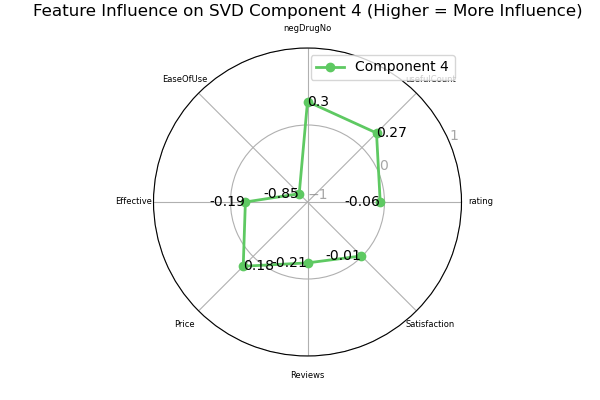 Feature Influence on SVD Component 4 (Higher = More Influence)
negDrugNo
Component 4
EaseOfUse
usefulCount
0.3
0.27
1
0
-0.85
−1
Effective
-0.19
-0.06
rating
-0.01
0.18
-0.21
Price
Satisfaction
Reviews